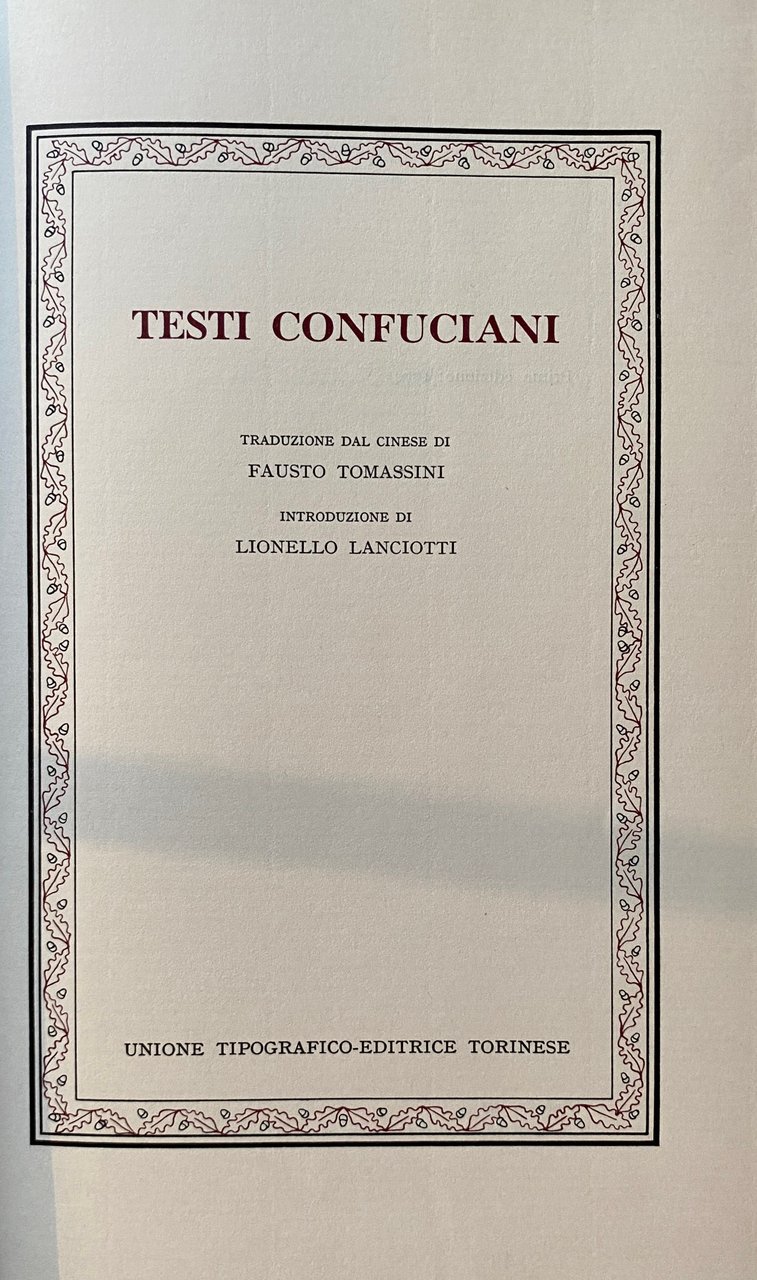 TESTI CONFUCIANI
TRADUZIONE DAL CINESE DI
FAUSTO TOMASSINI
INTRODUZIONE DI
LIONELLO LANCIOTTI
UNIONE TIPOGRAFICO-EDITRICE TORINESE